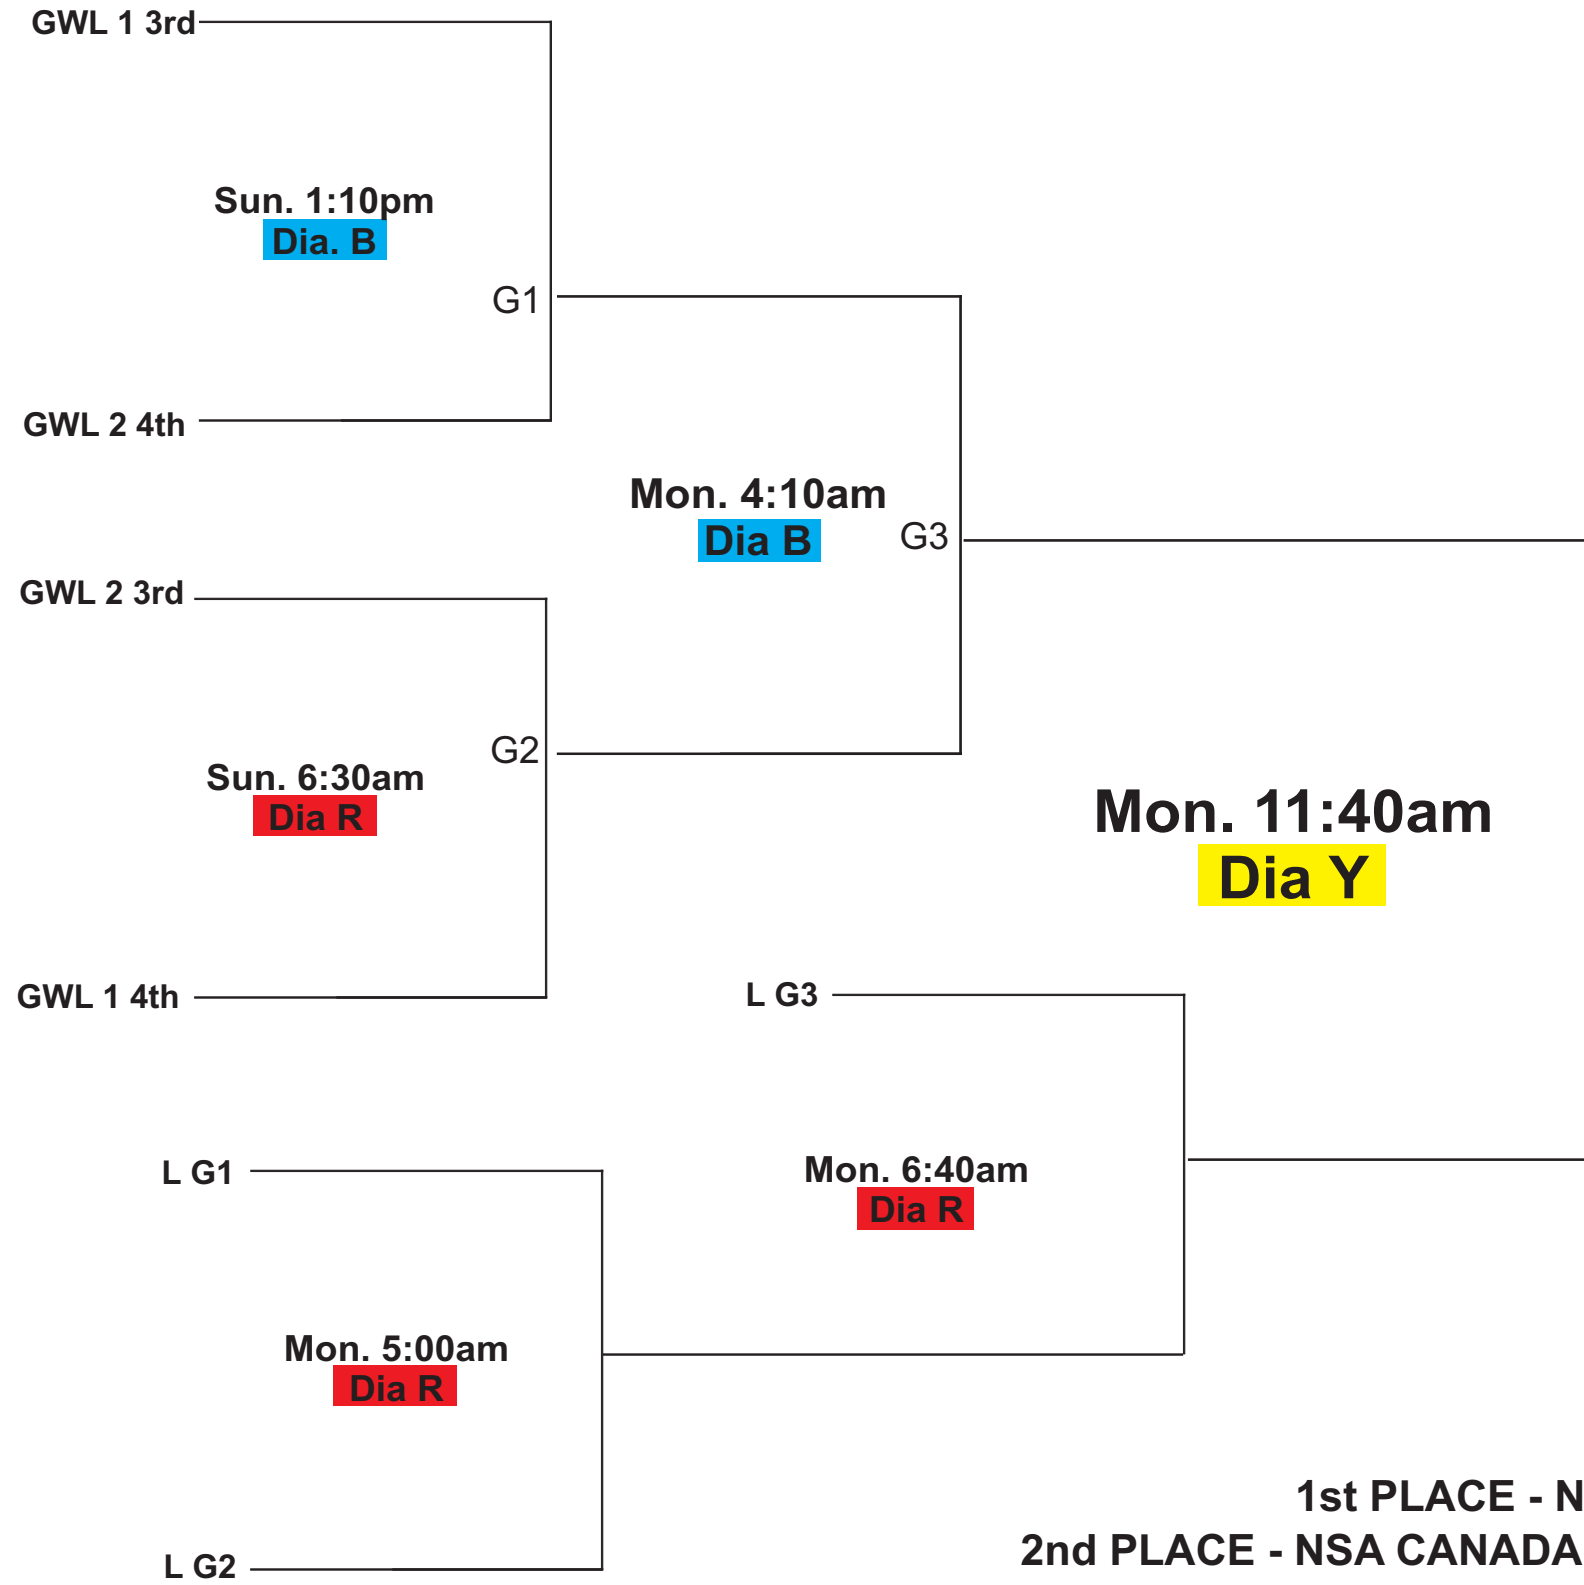 GWL 1 3rd
Sun. 1:10pm
Dia. B
G1
GWL 2 4th
Mon. 4:10am
Dia B
G3
GWL 2 3rd
G2
Sun. 6:30am
Dia R
Mon. 11:40am
Dia Y
GWL 1 4th
L G3
L G1
Mon. 6:40am
Dia R
Mon. 5:00am
Dia R
1st PLACE - N
2nd PLACE - NSA CANADA
L G2